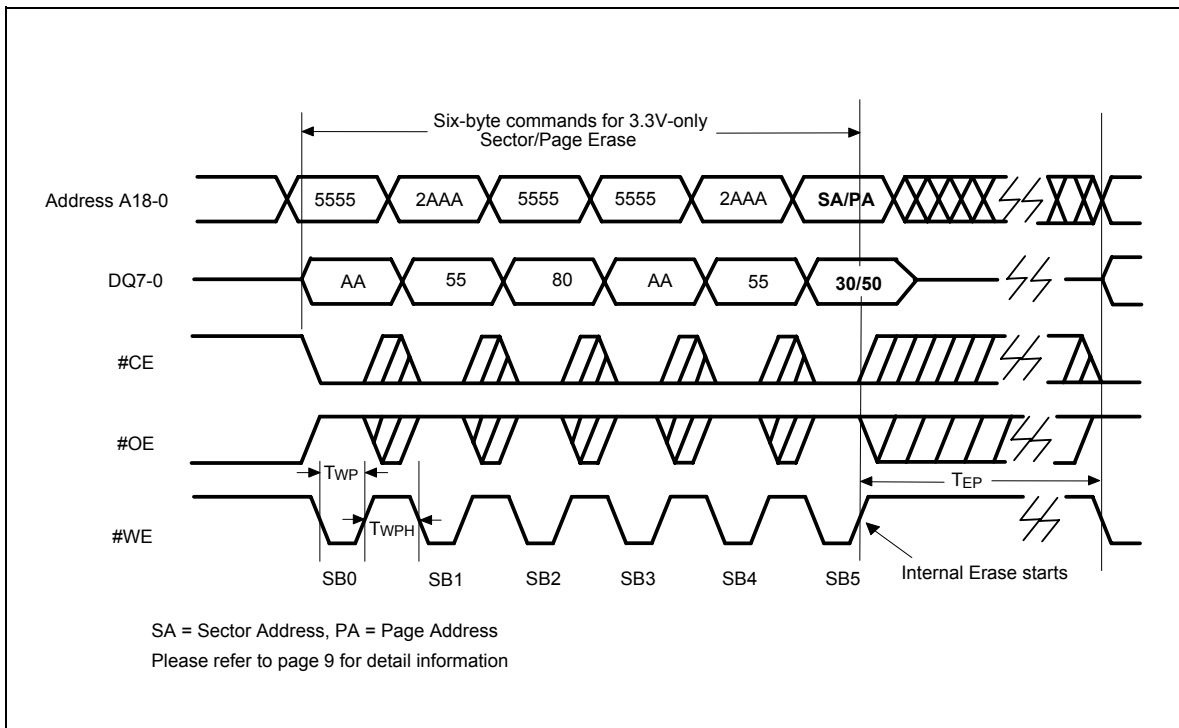 Six-byte commands for 3.3V-only
Sector/Page Erase
Address A18-0
5555 2AAA 5555 5555 2AAA SA/PA
DQ7-0
AA 55 80 AA 55 30/50
#CE
#OE
TWP
TEP
#WE
TWPH
Internal Erase starts
SB0 SB1 SB2 SB3 SB4 SB5
SA = Sector Address, PA = Page Address
Please refer to page 9 for detail information